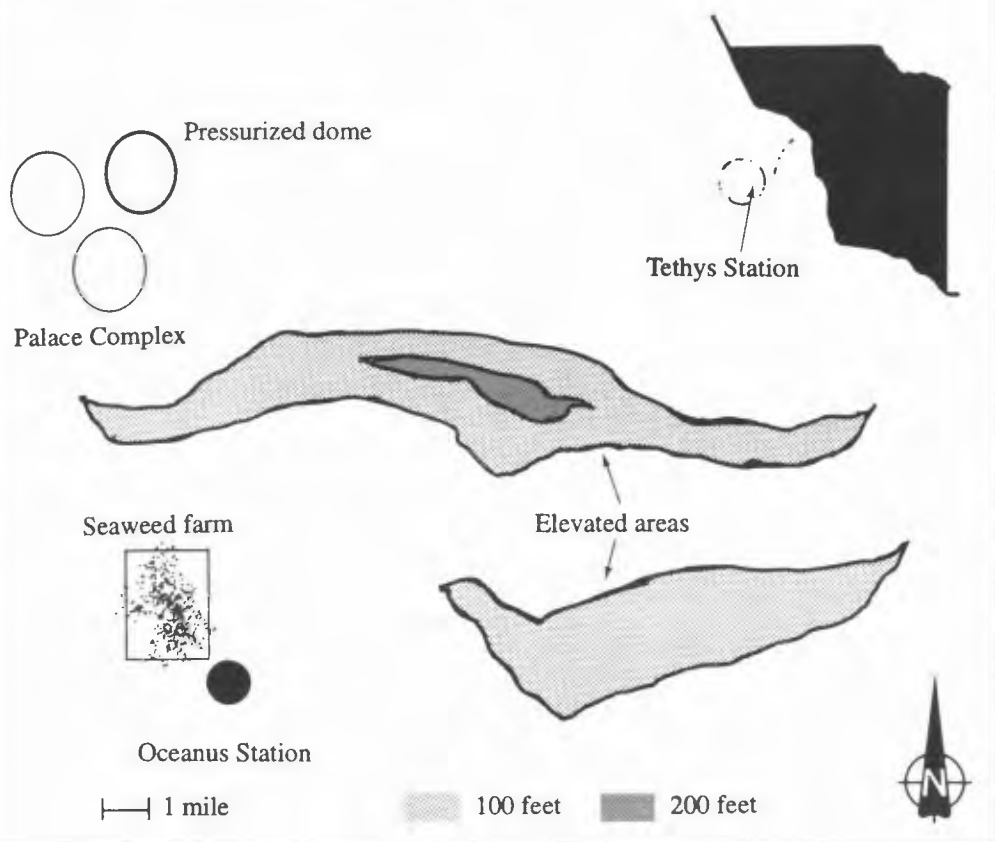 Pressurized dome
Tethys Station
Palace Complex
Seaweed farm
Elevated areas
Oceanus Station
1 mile
100 feet
200 feet
N